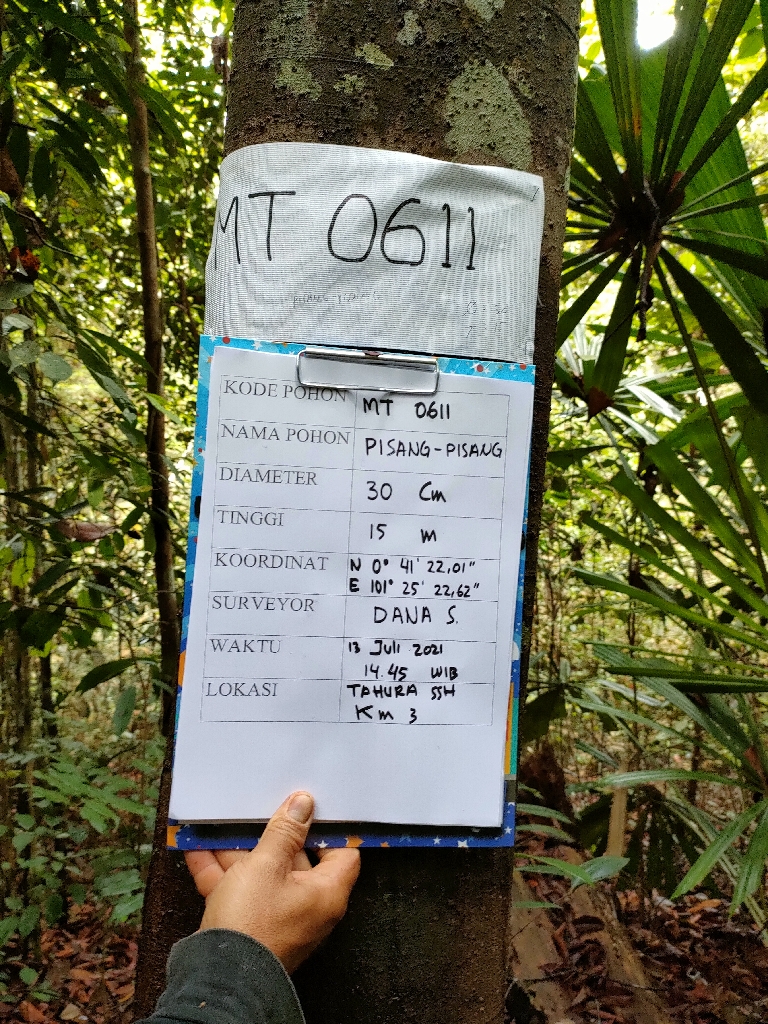 MT 0611
KODE POHON MT 0611
NAMA POHON PISANG-PISANG
DIAMETER 30 Cm
TINGGI 15 m
KOORDINAT N 0° 41' 22,01"
E 101° 25' 22,62"
SURVEYOR DANA S.
WAKTU 13 Juli 2021
14.45 WIB
LOKASI TAHURA SSH
Km 3